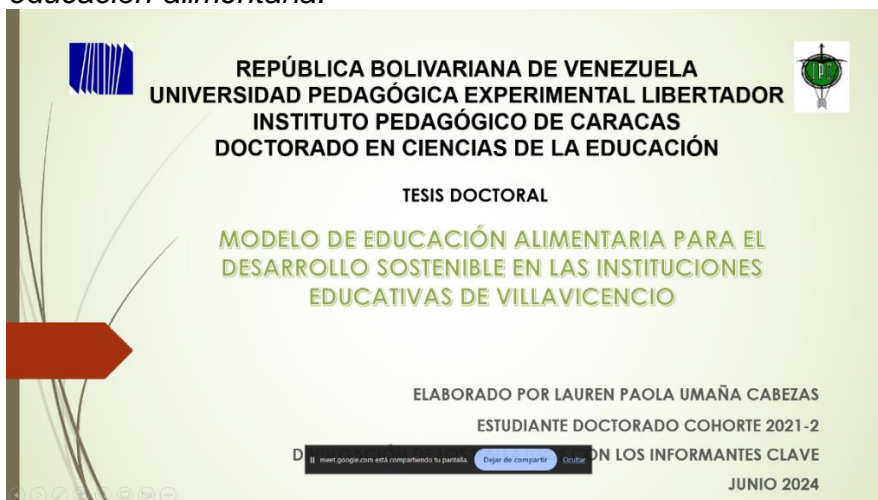 educación alimentaria.
REPÚBLICA BOLIVARIANA DE VENEZUELA
UNIVERSIDAD PEDAGÓGICA EXPERIMENTAL LIBERTADOR
INSTITUTO PEDAGÓGICO DE CARACAS
DOCTORADO EN CIENCIAS DE LA EDUCACIÓN
TESIS DOCTORAL
MODELO DE EDUCACIÓN ALIMENTARIA PARA EL
DESARROLLO SOSTENIBLE EN LAS INSTITUCIONES
EDUCATIVAS DE VILLAVICENCIO
ELABORADO POR LAUREN PAOLA UMAÑA CABEZAS
ESTUDIANTE DOCTORADO COHORTE 2021-2
LOS INFORMANTES CLAVE
meet.google.com está compartiendo tu pantalla. Dejar de compartir Ocultar
JUNIO 2024